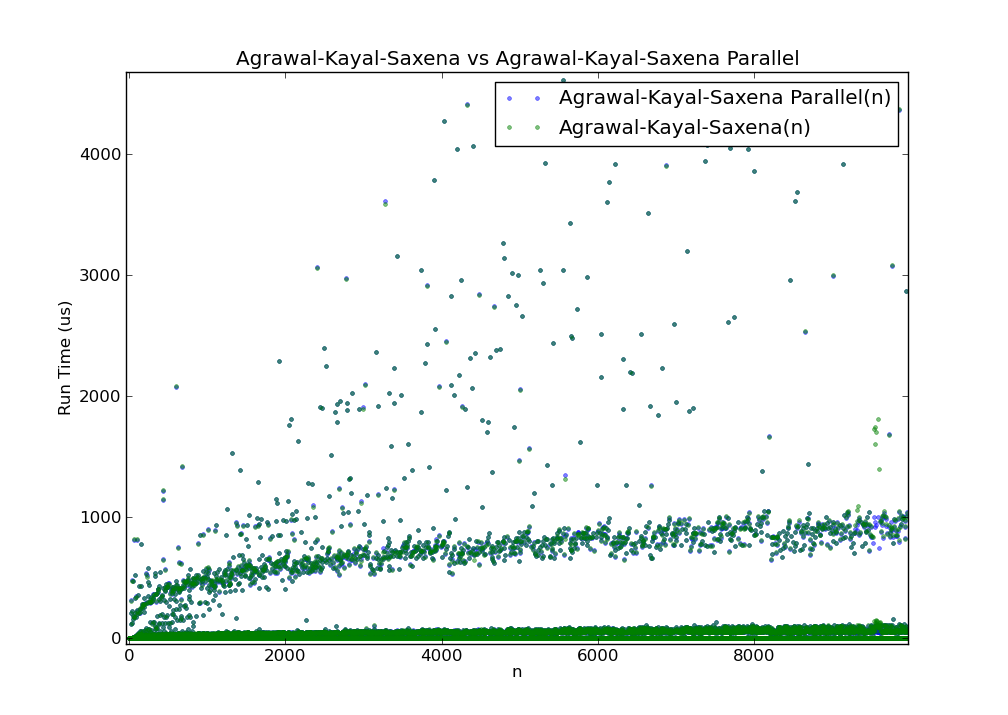 Agrawal-Kayal-Saxena vs Agrawal-Kayal-Saxena Parallel
Agrawal-Kayal-Saxena Parallel(n)
Agrawal-Kayal-Saxena(n)
Run Time (us)
4000
3000
2000
1000
0
0 2000 4000 6000 8000
n